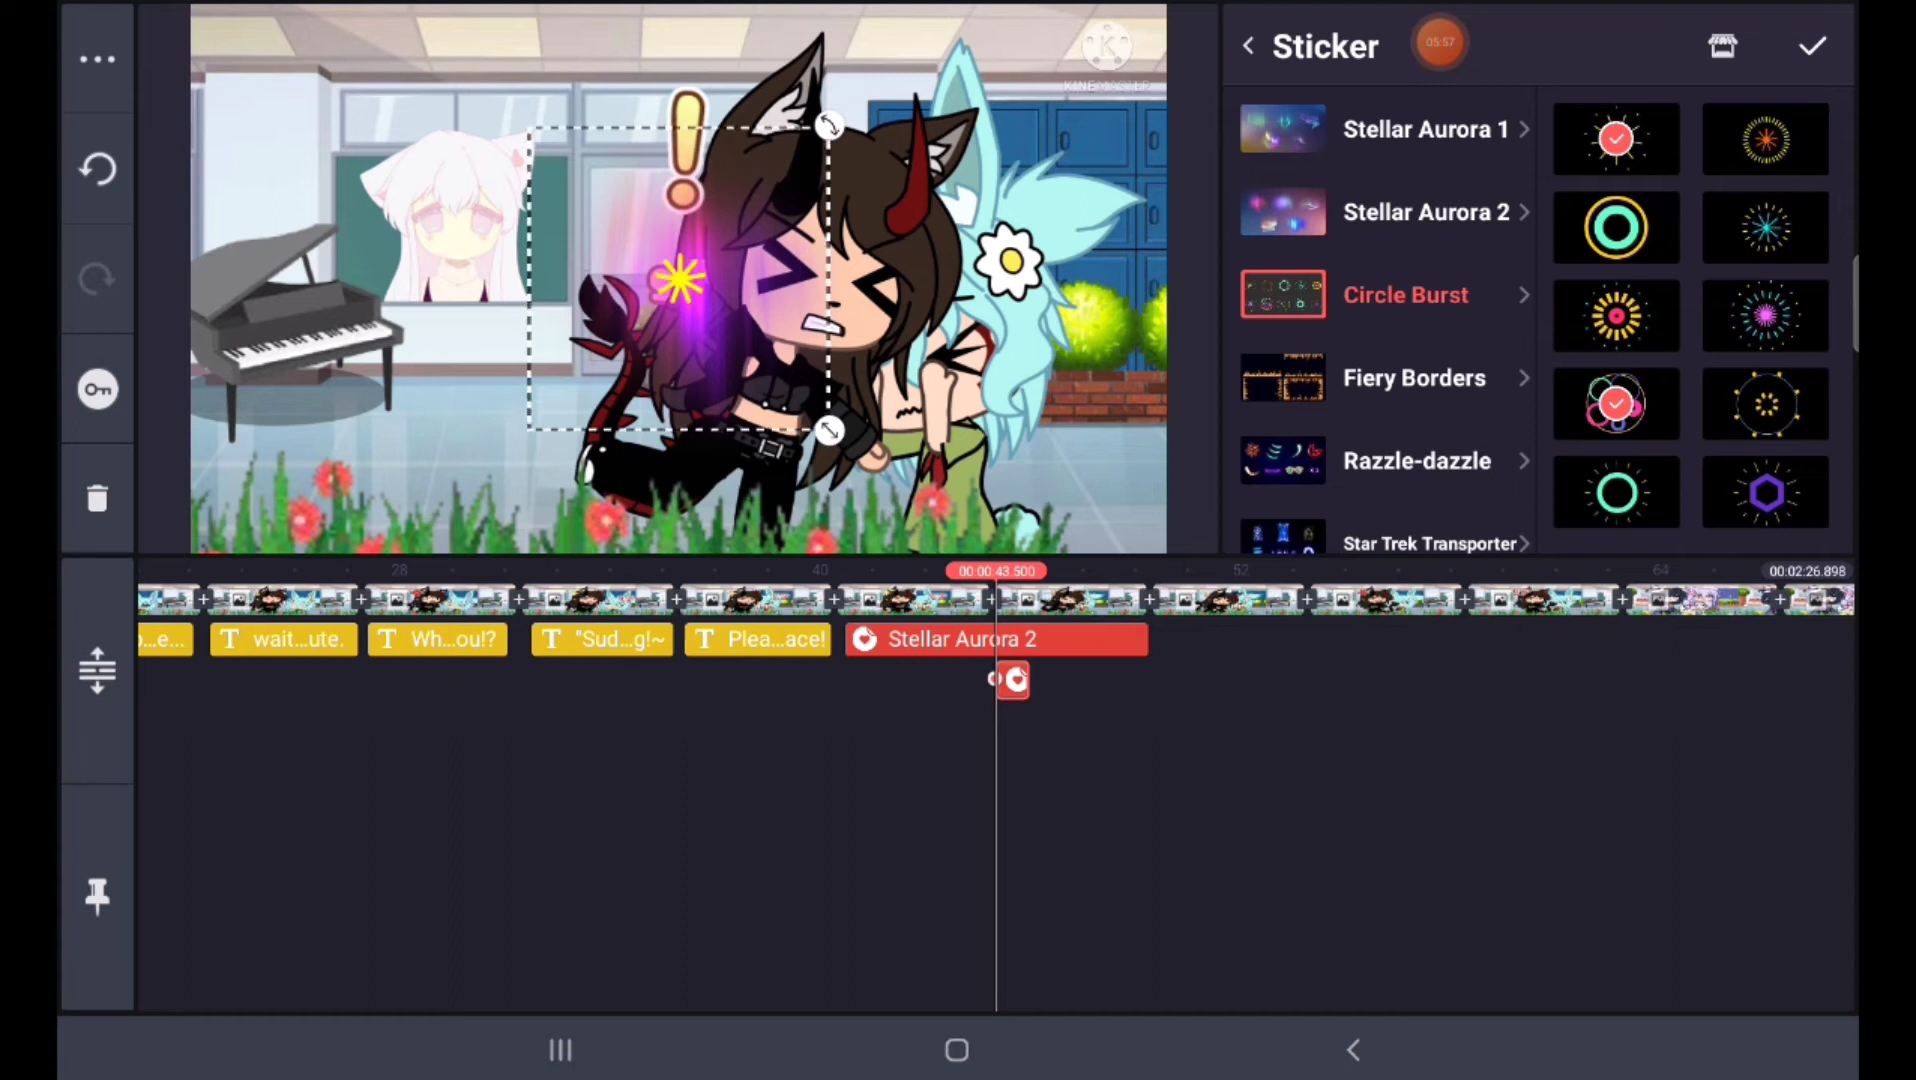 Sticker
05:57
KINEMASTER
Stellar Aurora 1
Stellar Aurora 2
Circle Burst
Fiery Borders
Razzle-dazzle
Star Trek Transporter
28
40
00:00:43.500
52
64
00:02:26.898
o...e...
T wait...ute.
T Wh...ou!?
T "Sud...g!~
T Plea...ace!
Stellar Aurora 2